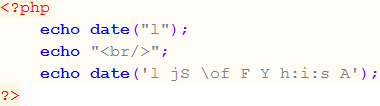 <?php
echo date("l");
echo "<br/>";
echo date('l jS \of F Y h:i:s A');
?>